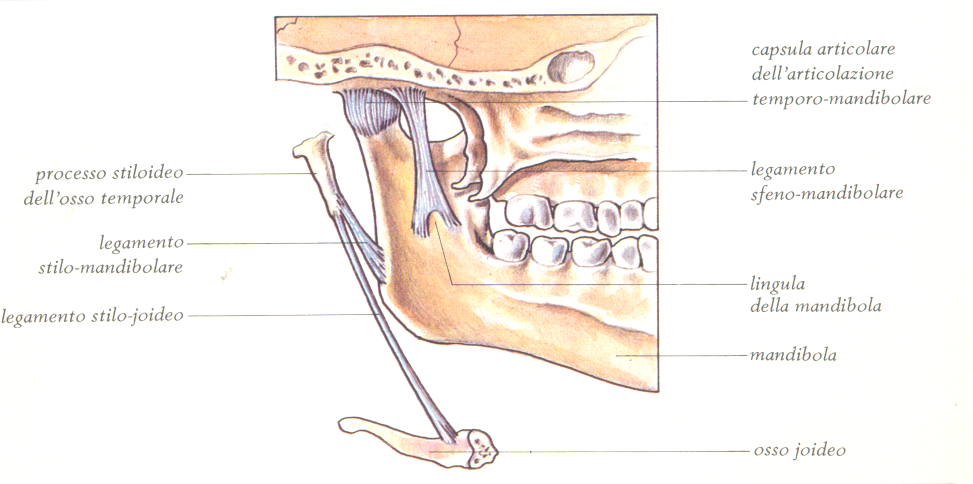 capsula articolare
dell'articolazione
temporo-mandibolare
processo stiloideo
dell'osso temporale
legamento
sfeno-mandibolare
legamento
stilo-mandibolare
lingula
della mandibola
legamento stilo-joideo
mandibola
osso joideo